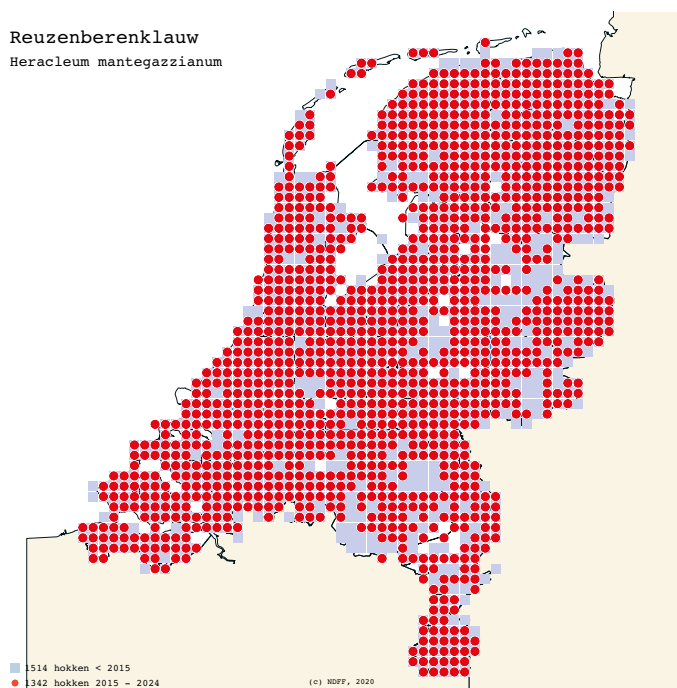 Reuzenberenklauw
Heracleum mantegazzianum
1514 hokken < 2015
1342 hokken 2015 - 2024
(c) NDFF, 2020